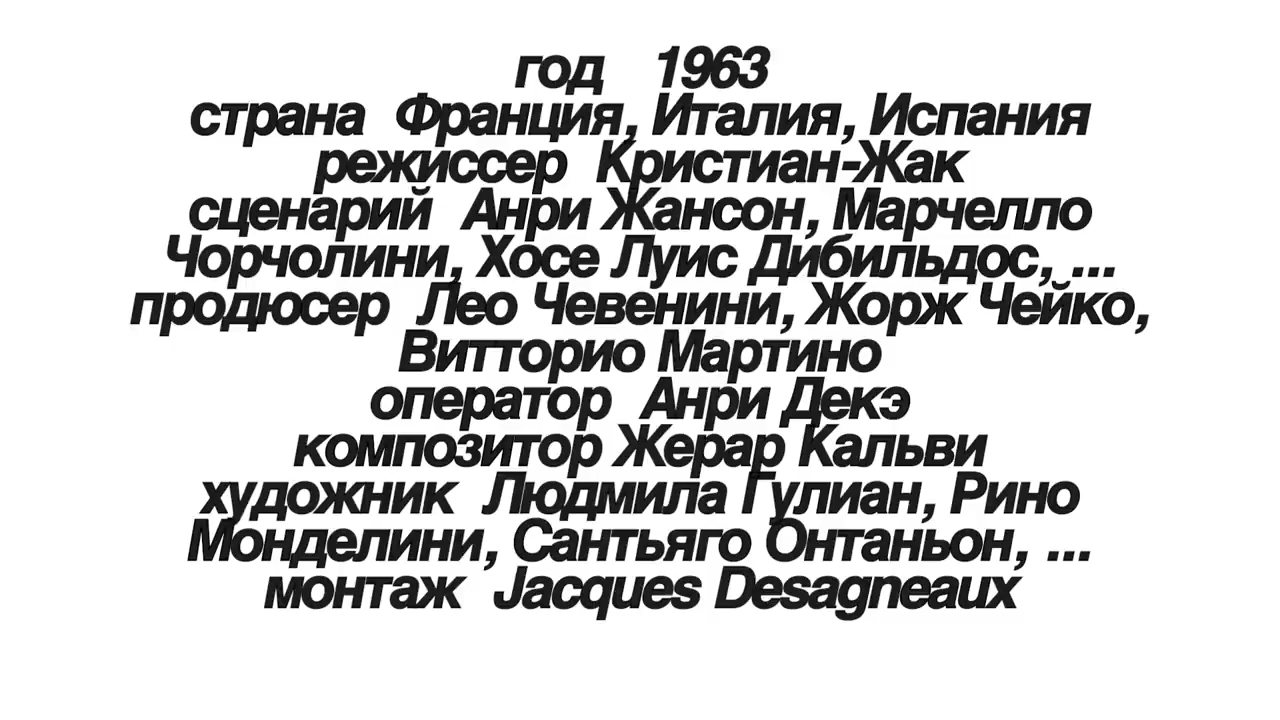 год 1963
страна Франция, Италия, Испания
режиссер Кристиан-Жак
сценарий Анри Жансон, Марчелло
Чорчолини, Хосе Луис Дибильдос, ...
продюсер Лео Чевенини, Жорж Чейко,
Витторио Мартино
оператор Анри Декэ
композитор Жерар Кальви
художник Людмила Гулиан, Рино
Монделини, Сантьяго Онтаньон, ...
монтаж Jacques Desagneaux